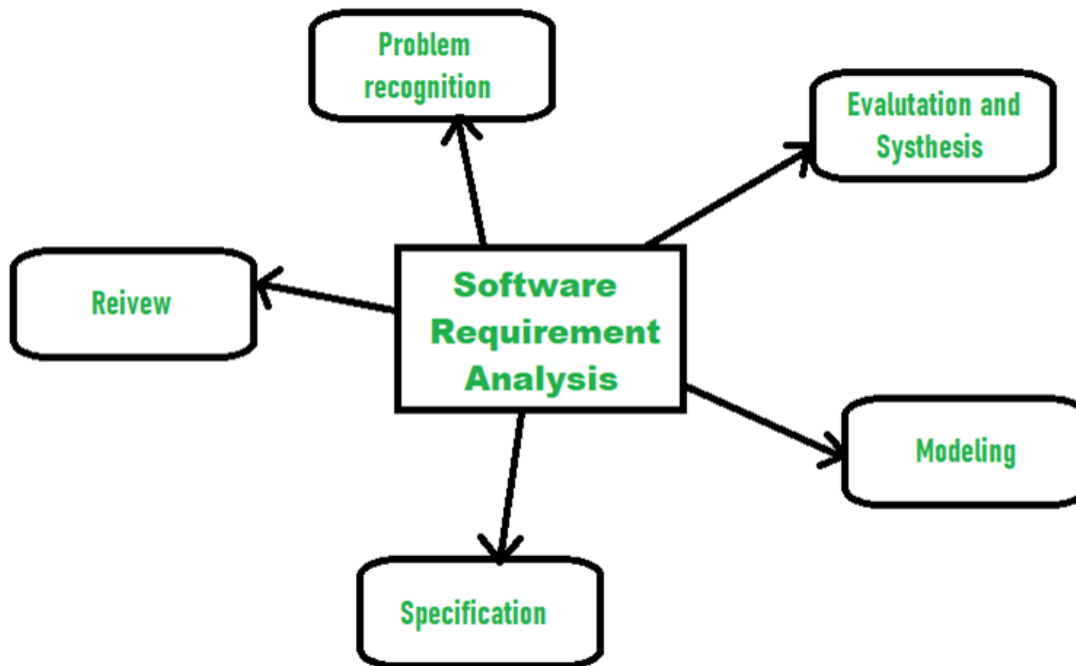 Problem
recognition
Evalutation and
Systhesis
Reivew
Software
Requirement
Analysis
Modeling
Specification